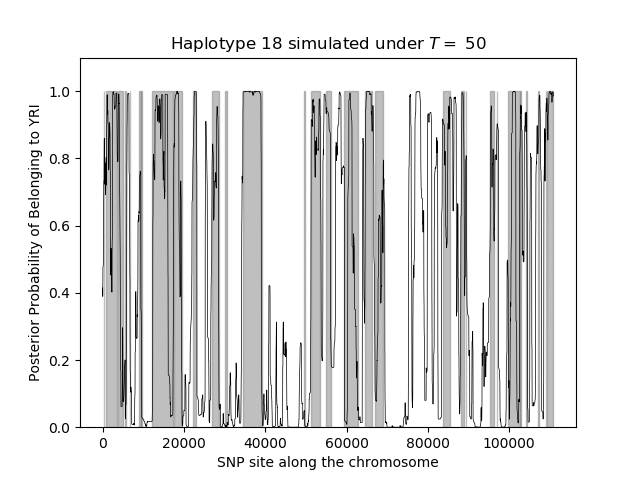 Haplotype 18 simulated under T = 50
Posterior Probability of Belonging to YRI
1.0
0.8
0.6
0.4
0.2
0.0
0 20000 40000 60000 80000 100000
SNP site along the chromosome